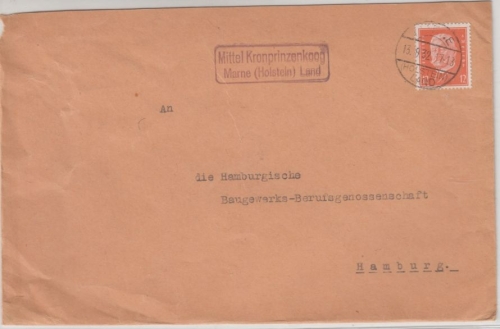 Mittel Kronprinzenkoog
Marne (Holstein) Land
An
die Hamburgische
Baugewerks-Berufsgenossenschaft
Hamburg.